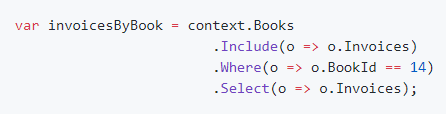 var invoicesByBook = context.Books
.Include(o => o.Invoices)
.Where(o => o.BookId == 14)
.Select(o => o.Invoices);